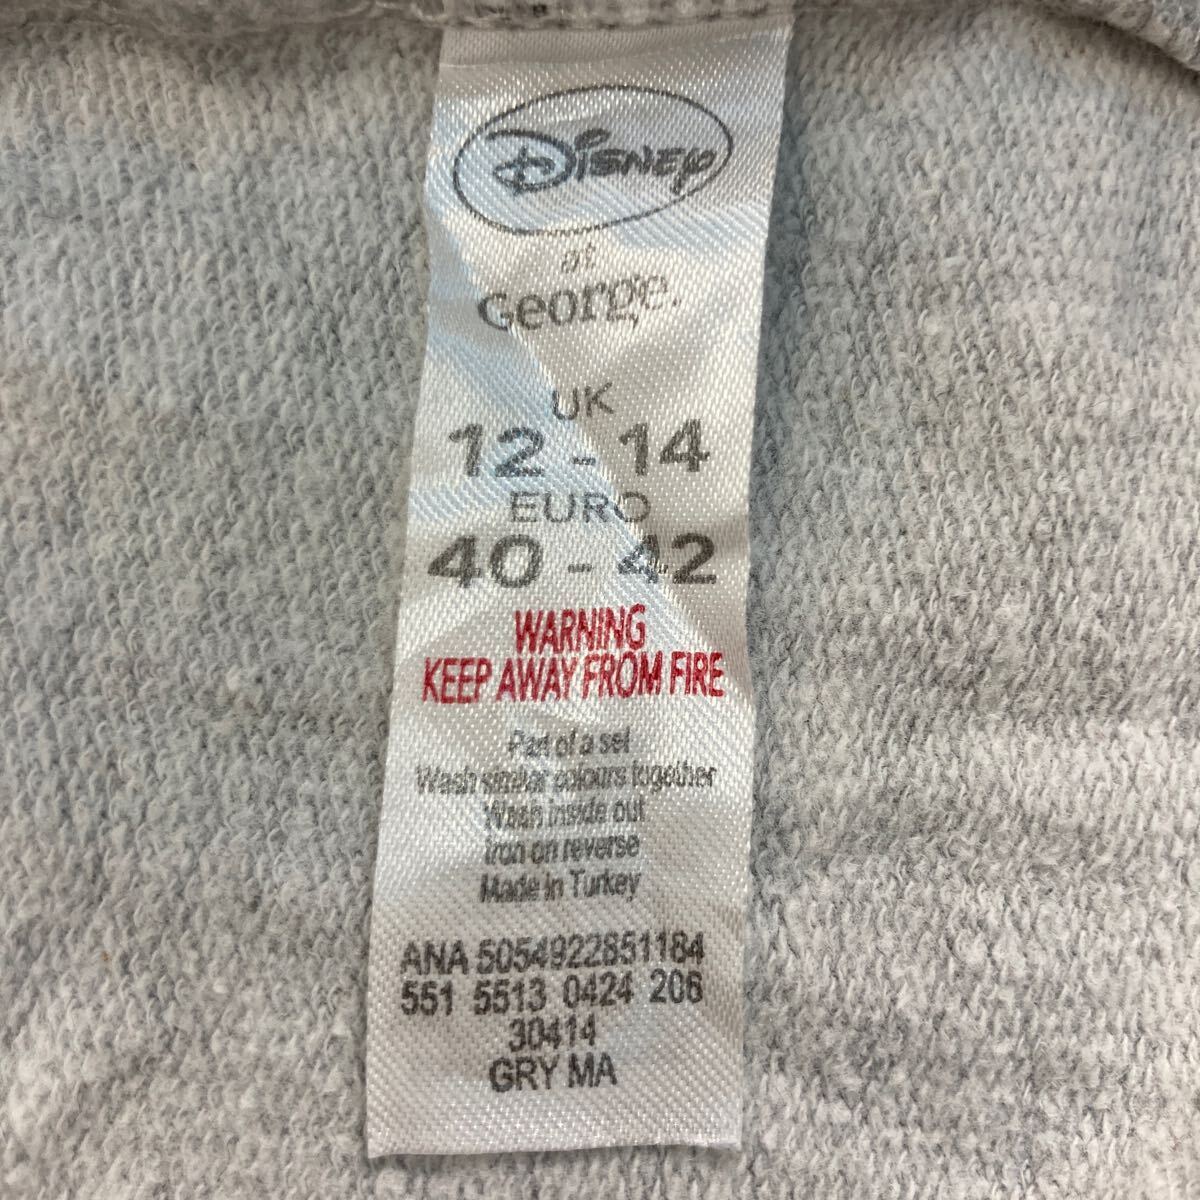 Disney
at
George.
UK
12 - 14
EURO
40 - 42
WARNING
KEEP AWAY FROM FIRE
Part of a set
Wash similar colours together
Wash inside out
Iron on reverse
Made in Turkey
ANA 5054922851184
551 5513 0424 206
30414
GRY MA